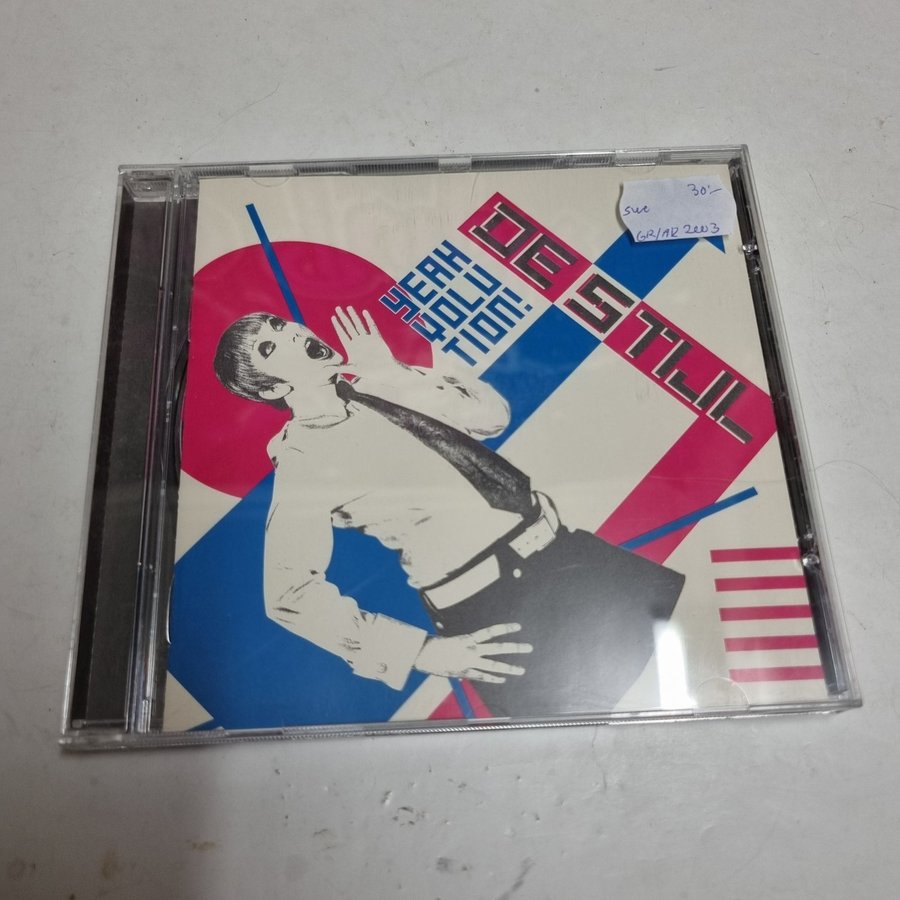 30:-
swe
GR/AR 2003
DE STIJL
YEAH
YOLU
TION!